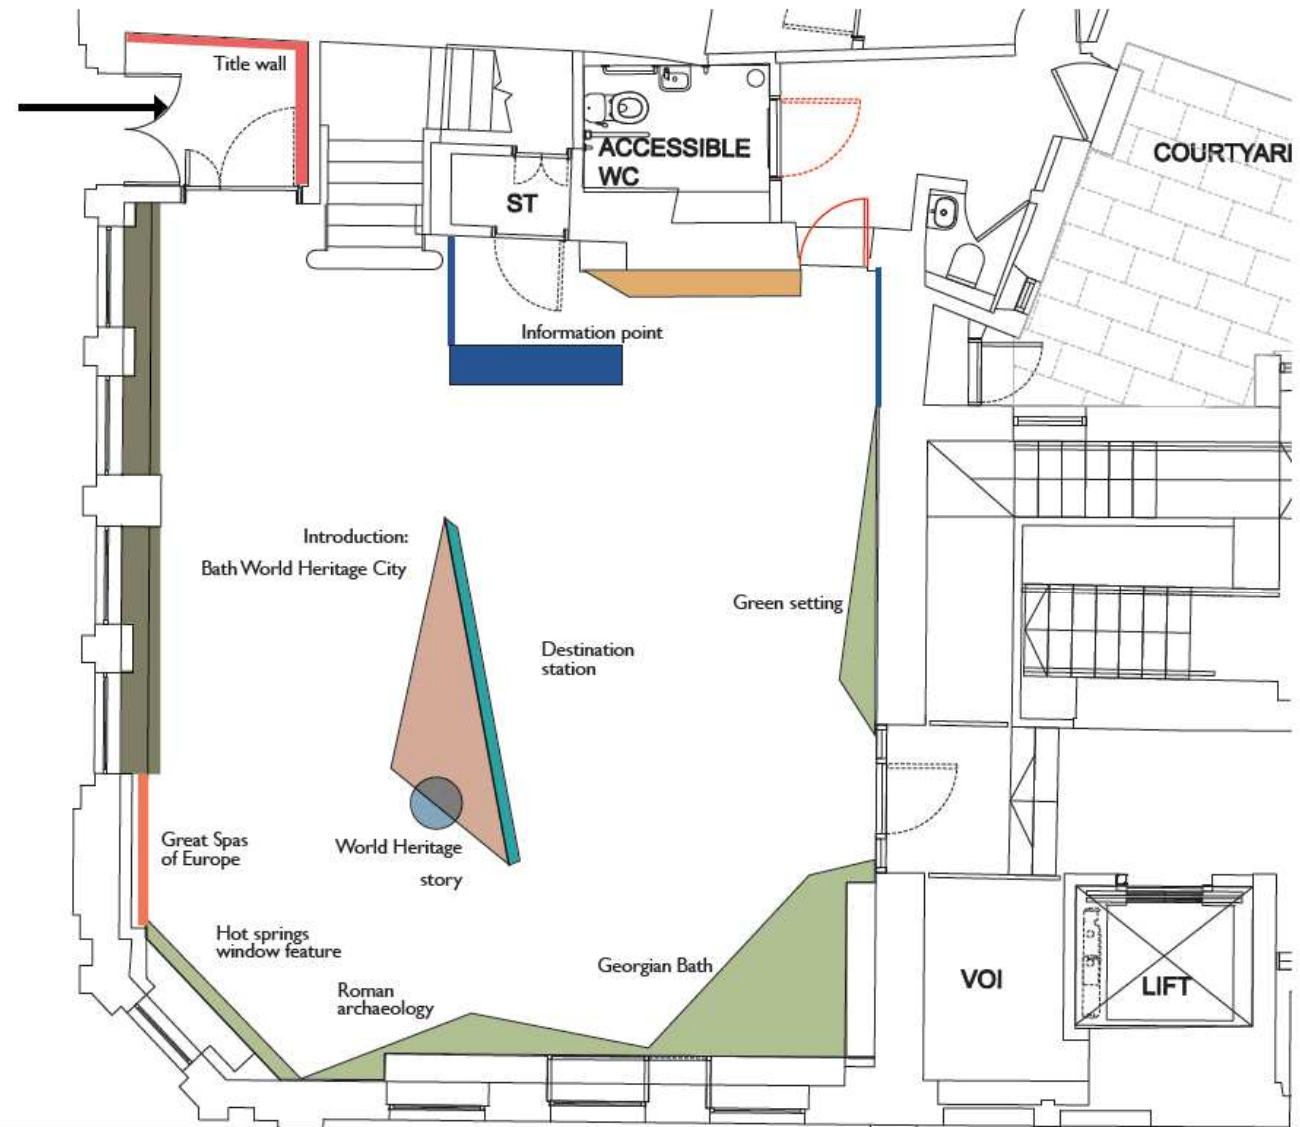 Title wall
ACCESSIBLE
WC
COURTYARI
ST
Information point
Introduction:
Bath World Heritage City
Green setting
Destination
station
Great Spas
of Europe
World Heritage
story
Hot springs
window feature
Georgian Bath
Roman
archaeology
VOI
LIFT